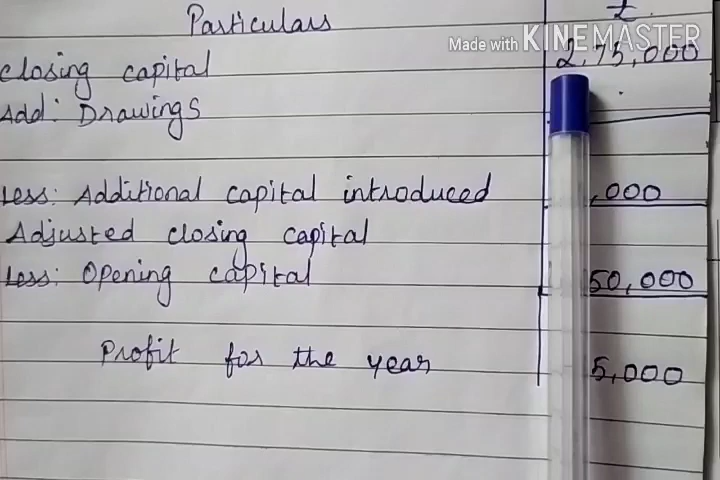 Particulars ₹
Made with KINEMASTER
Closing capital 2,75,000
Add: Drawings
Less: Additional capital introduced ,000
Adjusted closing capital
Less: Opening capital 50,000
Profit for the year 5,000